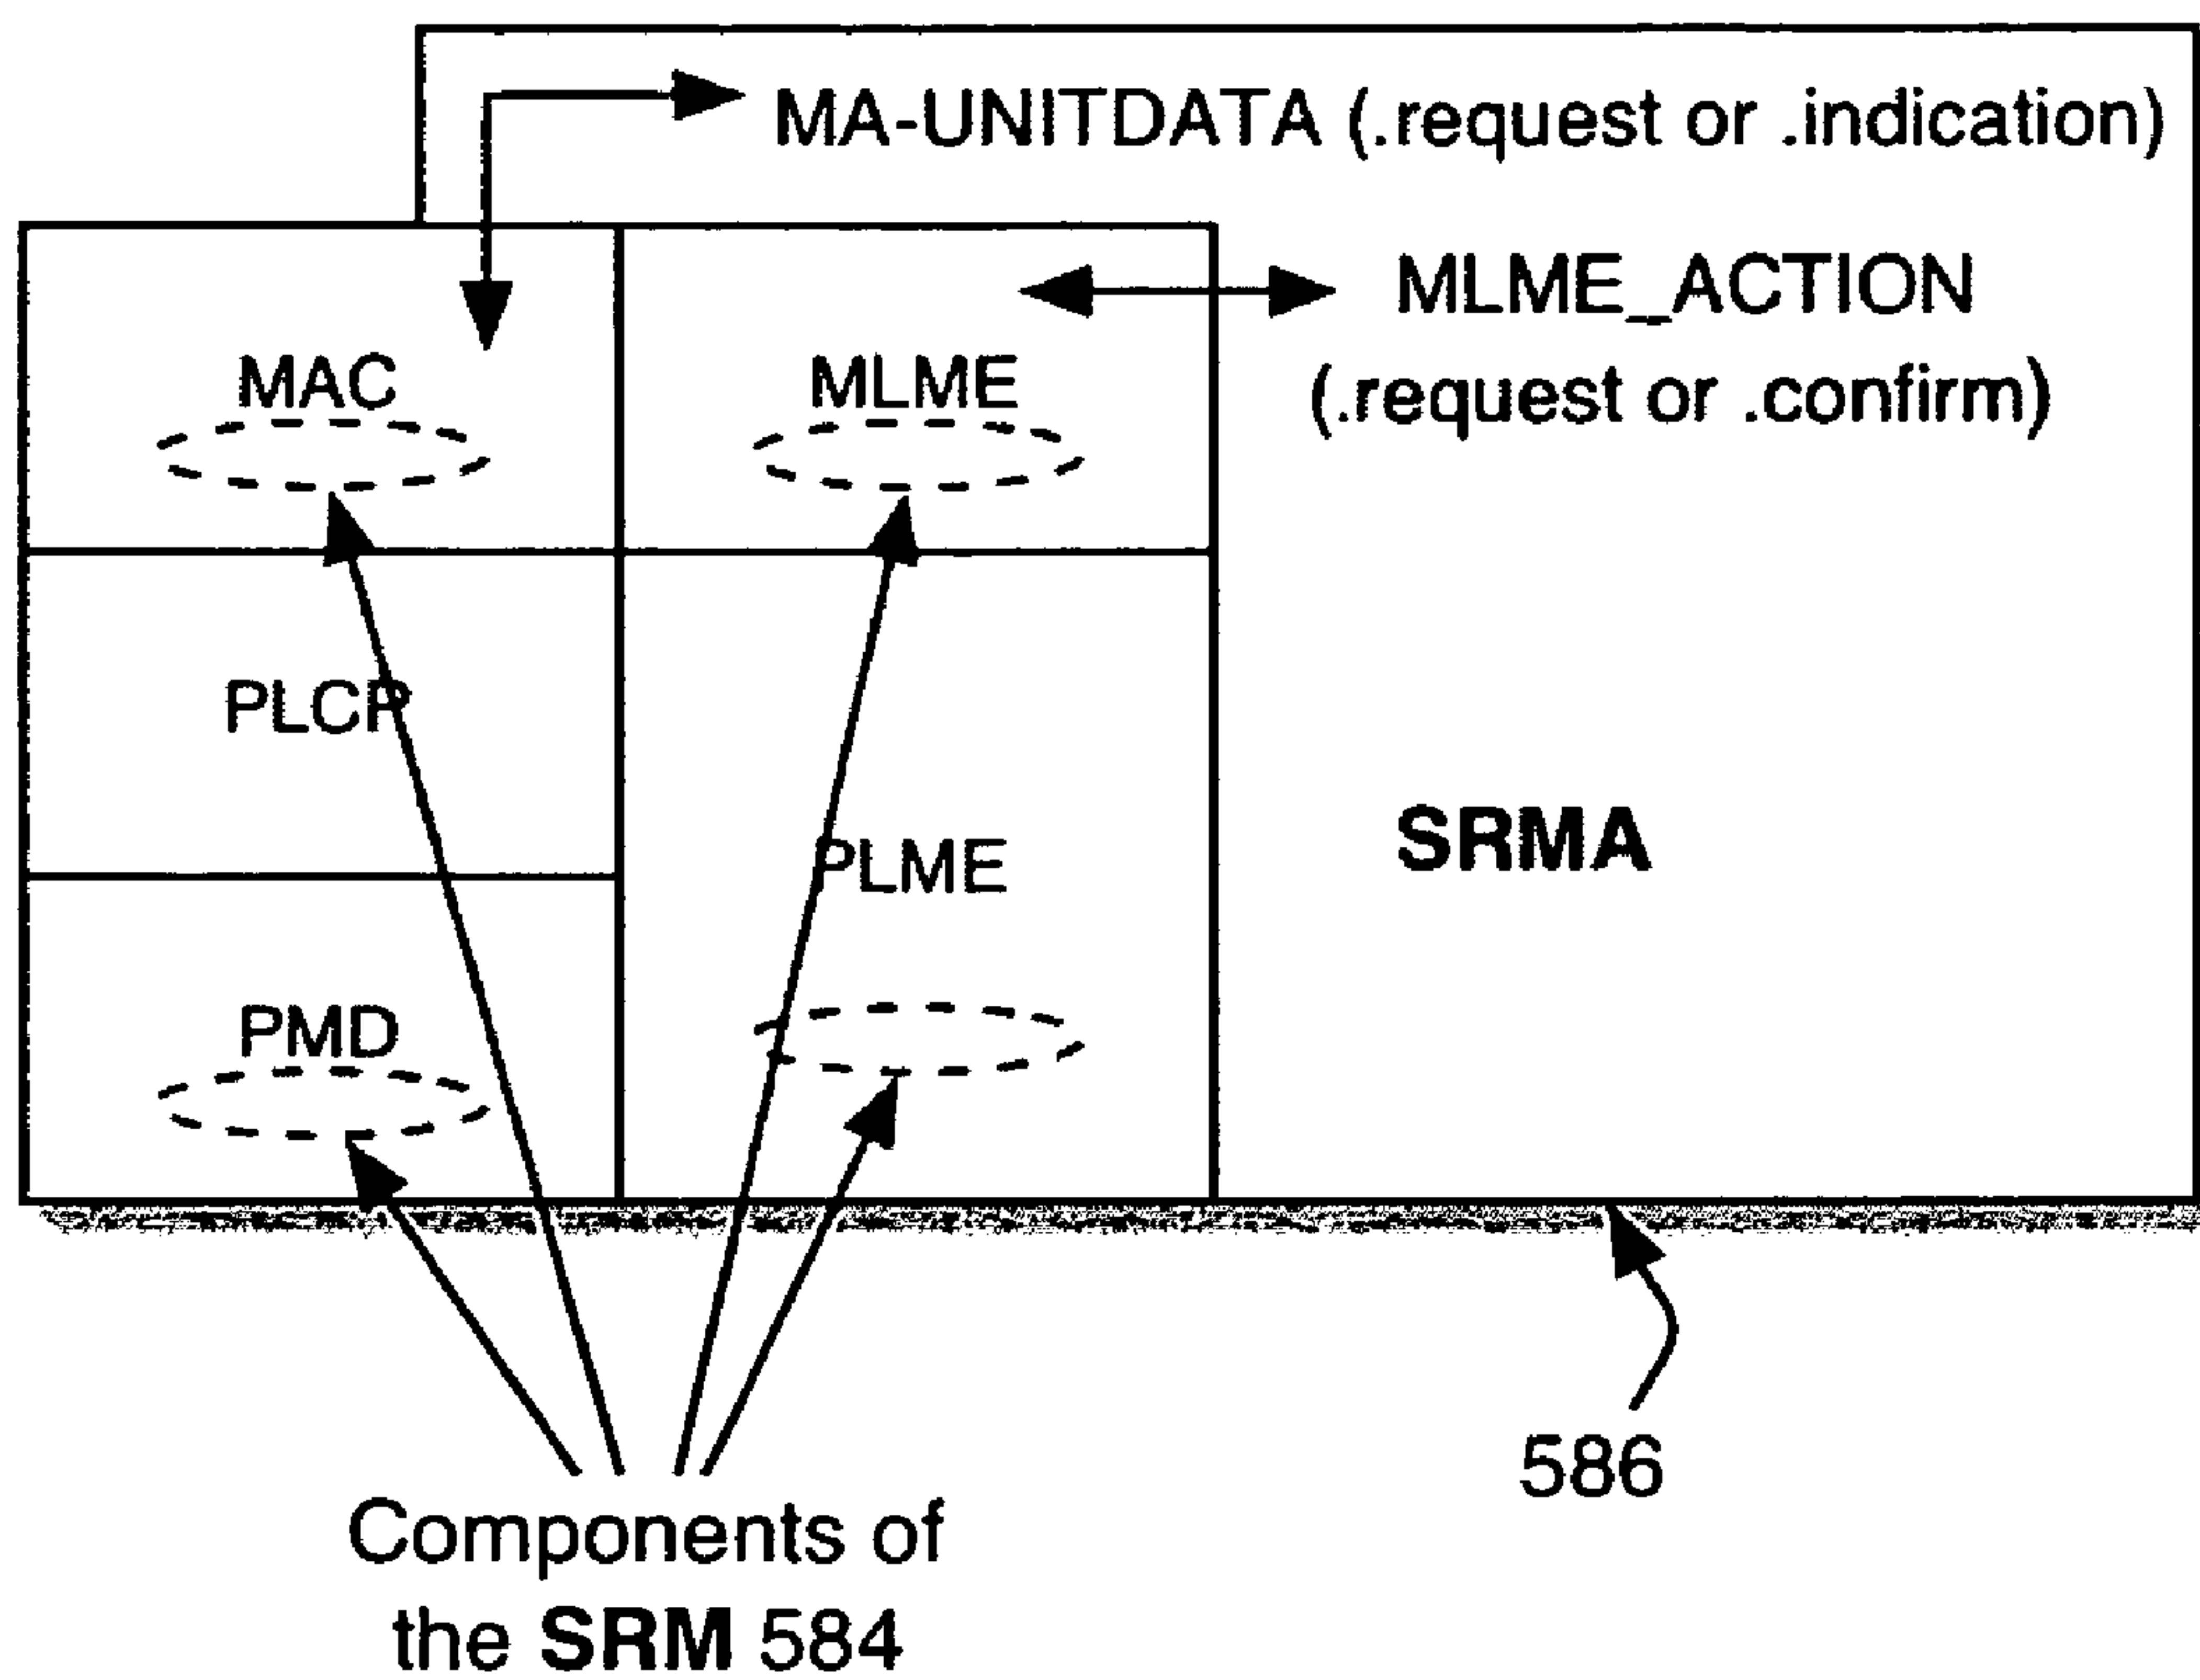 MA-UNITDATA (.request or .indication)
MLME_ACTION
(.request or .confirm)
MAC
MLME
PLCP
PLME
SRMA
PMD
586
Components of
the SRM 584